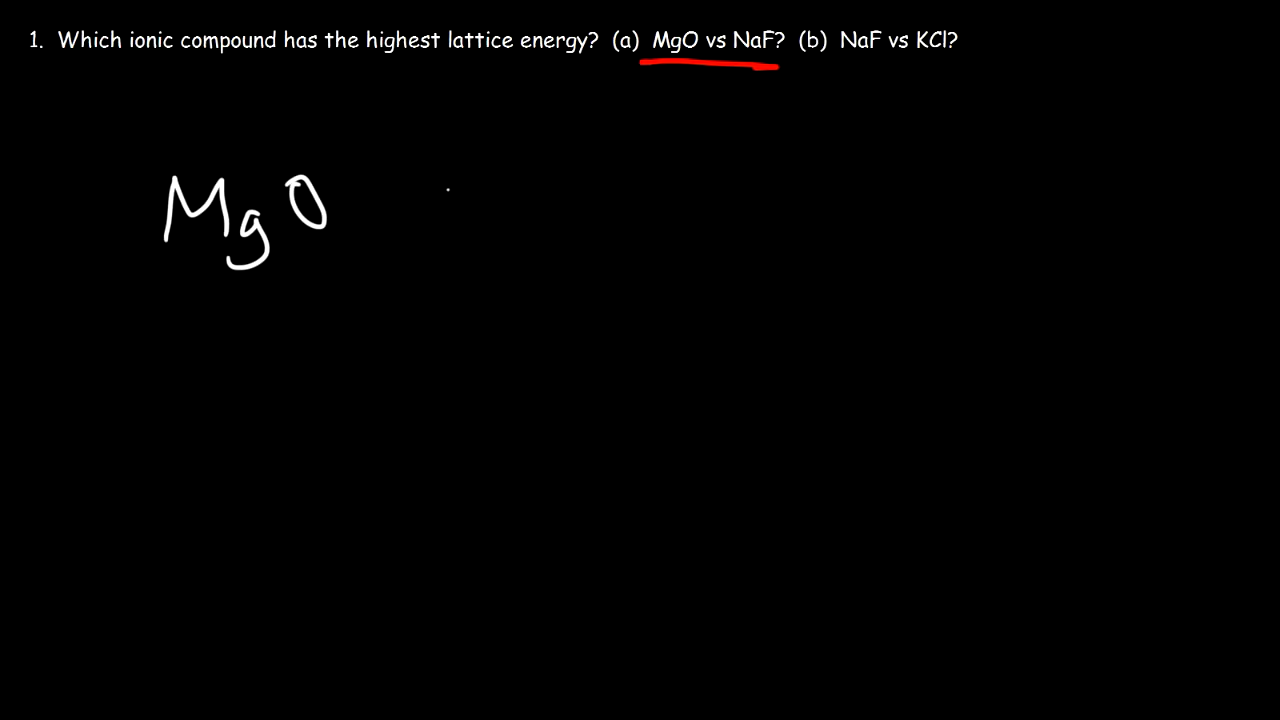 1. Which ionic compound has the highest lattice energy? (a) MgO vs NaF? (b) NaF vs KCl?
MgO